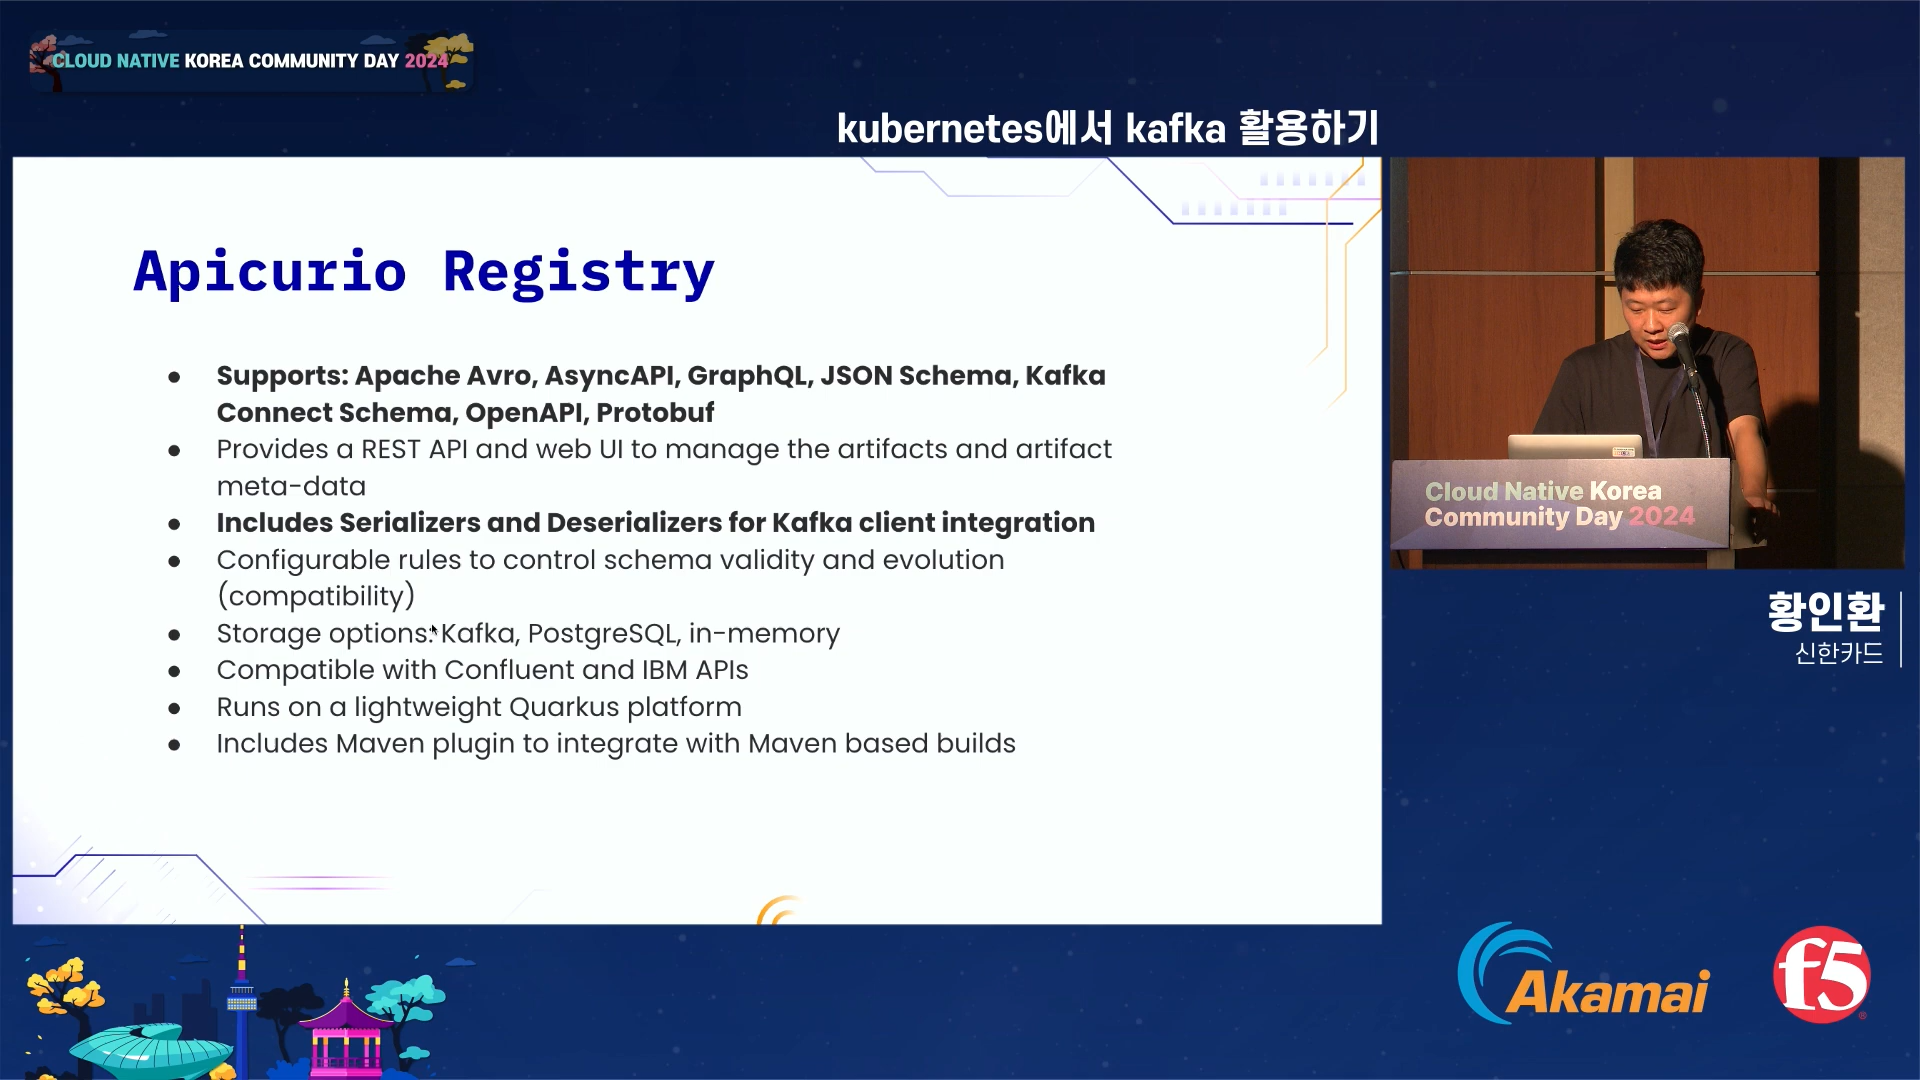 CLOUD NATIVE KOREA COMMUNITY DAY 2024
kubernetes에서 kafka 활용하기
Apicurio Registry
● Supports: Apache Avro, AsyncAPI, GraphQL, JSON Schema, Kafka
Connect Schema, OpenAPI, Protobuf
● Provides a REST API and web UI to manage the artifacts and artifact
meta-data
● Includes Serializers and Deserializers for Kafka client integration
● Configurable rules to control schema validity and evolution
(compatibility)
● Storage options: Kafka, PostgreSQL, in-memory
● Compatible with Confluent and IBM APIs
● Runs on a lightweight Quarkus platform
● Includes Maven plugin to integrate with Maven based builds
Cloud Native Korea
Community Day 2024
황인환
신한카드
Akamai
f5